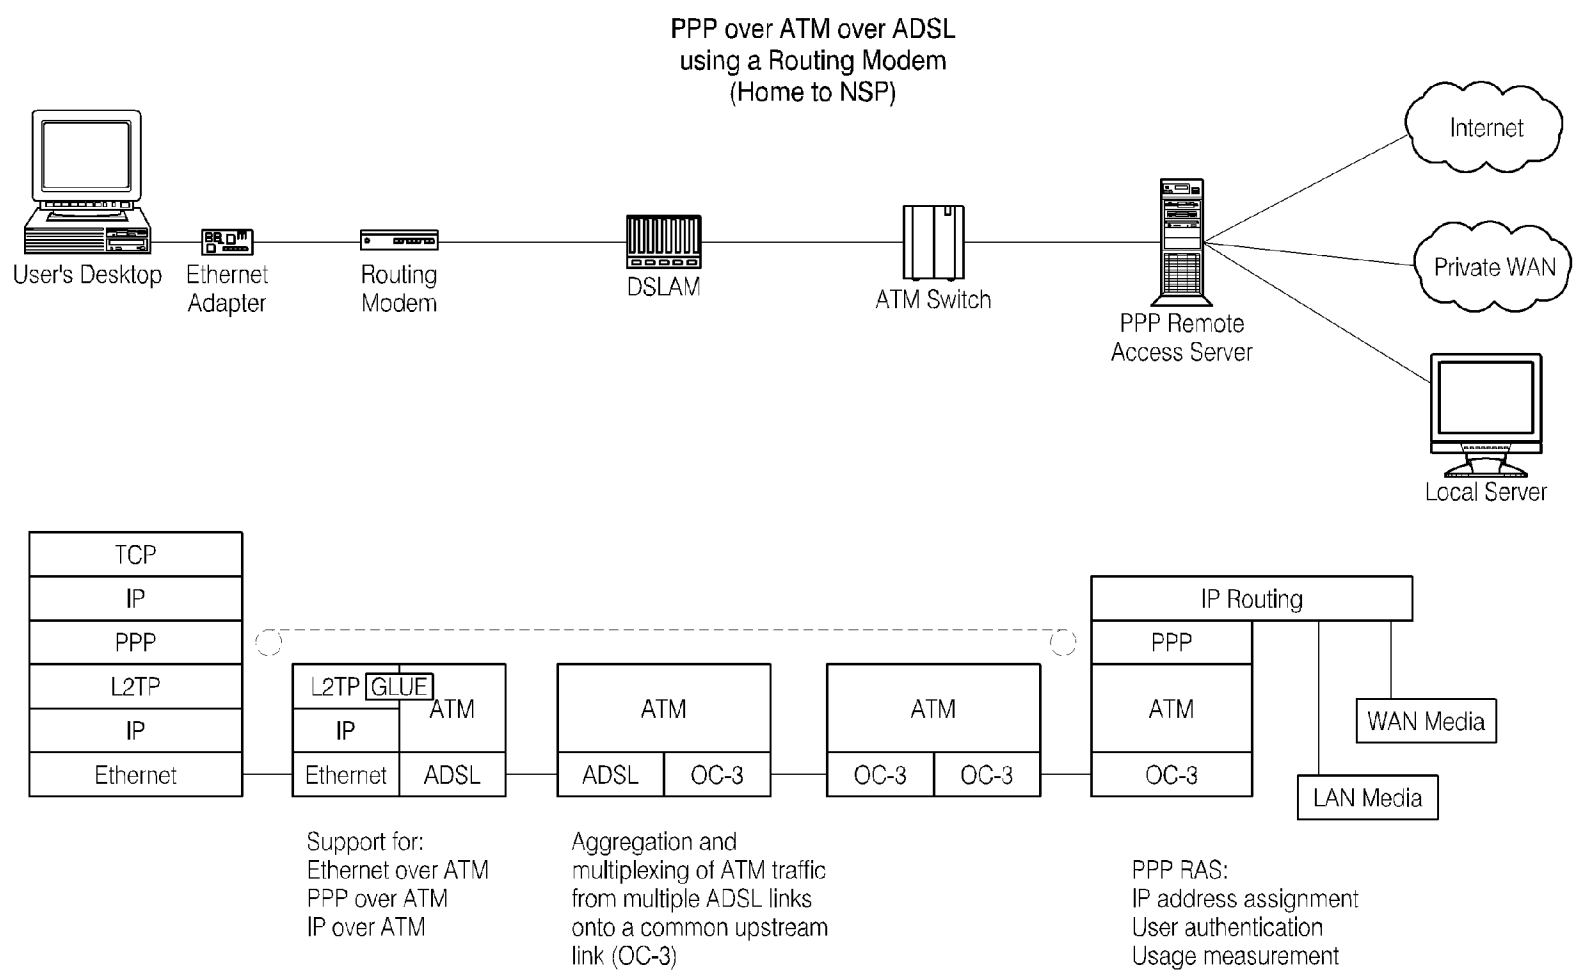 PPP over ATM over ADSL
using a Routing Modem
(Home to NSP)
Internet
Private WAN
User's Desktop
Ethernet
Adapter
Routing
Modem
DSLAM
ATM Switch
PPP Remote
Access Server
Local Server
TCP
IP
PPP
L2TP
IP
Ethernet
L2TP
GLUE
ATM
IP
Ethernet
ADSL
ATM
ADSL
OC-3
ATM
OC-3
OC-3
IP Routing
PPP
ATM
OC-3
WAN Media
LAN Media
Support for:
Ethernet over ATM
PPP over ATM
IP over ATM
Aggregation and
multiplexing of ATM traffic
from multiple ADSL links
onto a common upstream
link (OC-3)
PPP RAS:
IP address assignment
User authentication
Usage measurement